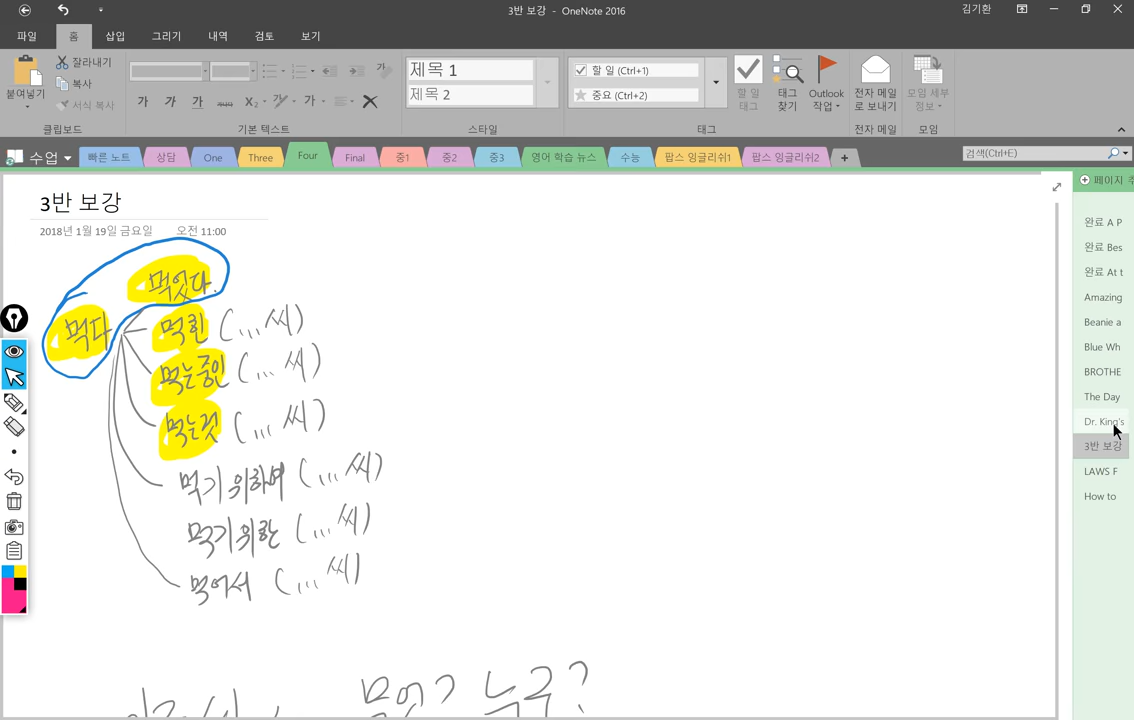 3반 보강 - OneNote 2016
김기환
파일 홈 삽입 그리기 내역 검토 보기
붙여넣기
잘라내기
복사
서식 복사
클립보드
가 가 가 abc X₂ 가 가
기본 텍스트
제목 1
제목 2
스타일
할 일 (Ctrl+1)
중요 (Ctrl+2)
할 일 태그
태그 찾기
Outlook 작업
태그
전자 메일로 보내기
전자 메일
모임 세부 정보
모임
수업 빠른 노트 상담 One Three Four Final 중1 중2 중3 영어 학습 뉴스 수능 팝스 잉글리쉬1 팝스 잉글리쉬2
검색(Ctrl+E)
3반 보강
2018년 1월 19일 금요일 오전 11:00
먹었다.
먹다
먹힌 (...씨)
먹는중인 (...씨)
먹는것 (...씨)
먹기 위하여 (...씨)
먹기위한 (...씨)
먹어서 (...씨)
무엇? 누구?
페이지 추
완료 A P
완료 Bes
완료 At t
Amazing
Beanie a
Blue Wh
BROTHE
The Day
Dr. King's
3반 보강
LAWS F
How to